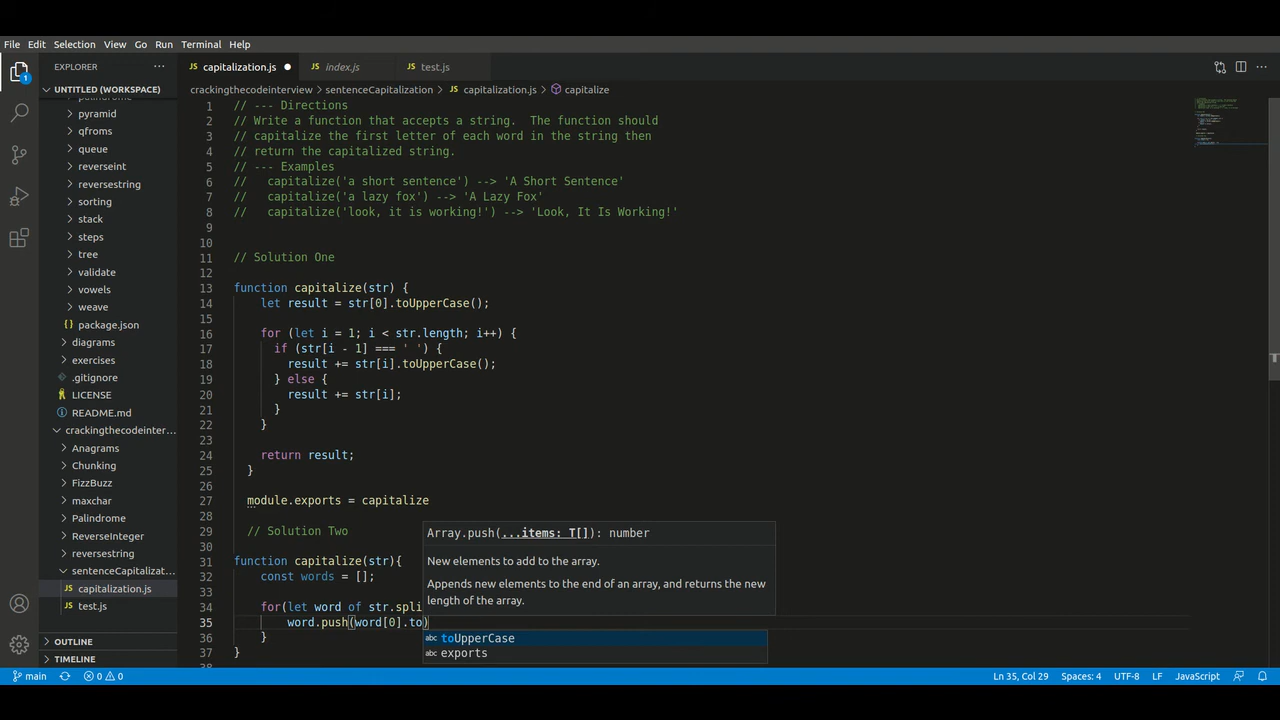 File Edit Selection View Go Run Terminal Help
EXPLORER
capitalization.js
index.js
test.js
UNTITLED (WORKSPACE)
crackingthecodeinterview > sentenceCapitalization > capitalization.js > capitalize
palindrome
pyramid
qfroms
queue
reverseint
reversestring
sorting
stack
steps
tree
validate
vowels
weave
package.json
diagrams
exercises
.gitignore
LICENSE
README.md
crackingthecodeinter...
Anagrams
Chunking
FizzBuzz
maxchar
Palindrome
ReverseInteger
reversestring
sentenceCapitalizat...
capitalization.js
test.js
OUTLINE
TIMELINE
1
1 // --- Directions
2 // Write a function that accepts a string.  The function should
3 // capitalize the first letter of each word in the string then
4 // return the capitalized string.
5 // --- Examples
6 //   capitalize('a short sentence') --> 'A Short Sentence'
7 //   capitalize('a lazy fox') --> 'A Lazy Fox'
8 //   capitalize('look, it is working!') --> 'Look, It Is Working!'
9
10
11 // Solution One
12
13 function capitalize(str) {
14     let result = str[0].toUpperCase();
15
16     for (let i = 1; i < str.length; i++) {
17       if (str[i - 1] === ' ') {
18         result += str[i].toUpperCase();
19       } else {
20         result += str[i];
21       }
22     }
23
24     return result;
25   }
26
27   module.exports = capitalize
28
29   // Solution Two
30
31 function capitalize(str){
32     const words = [];
33
34     for(let word of str.spli
35         word.push(word[0].to)
36     }
37 }
38
Array.push(...items: T[]): number
New elements to add to the array.
Appends new elements to the end of an array, and returns the new
length of the array.
abc toUpperCase
abc exports
main
0
0
Ln 35, Col 29
Spaces: 4
UTF-8
LF
JavaScript